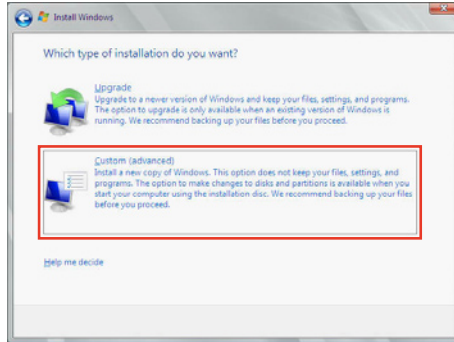 Install Windows
Which type of installation do you want?
Upgrade
Upgrade to a newer version of Windows and keep your files, settings, and programs.
The option to upgrade is only available when an existing version of Windows is
running. We recommend backing up your files before you proceed.
Custom (advanced)
Install a new copy of Windows. This option does not keep your files, settings, and
programs. The option to make changes to disks and partitions is available when you
start your computer using the installation disc. We recommend backing up your files
before you proceed.
Help me decide